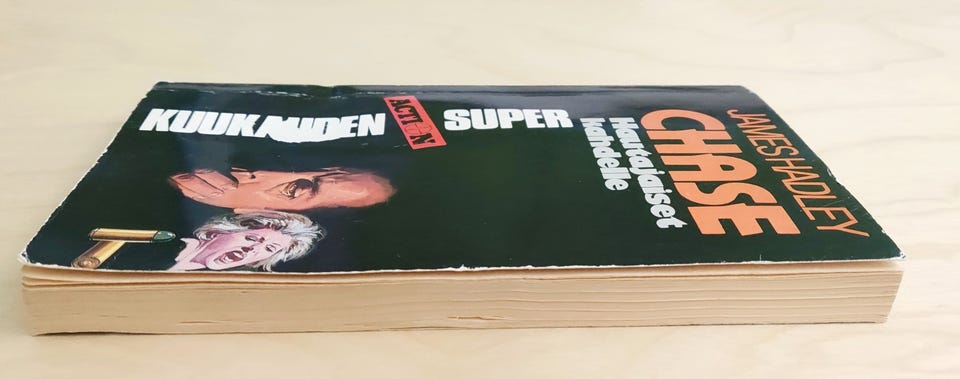 JAMES HADLEY
CHASE
Hautajaiset
kahdelle
KUUKAUDEN ACTION SUPER